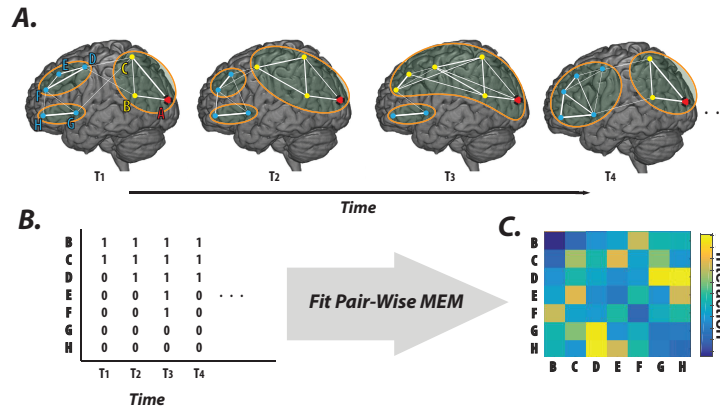 A.
E D
C
F
B
A
H G
T1 T2 T3 T4
. . .
Time
B.
B 1 1 1 1
C 1 1 1 1
D 0 1 1 1
E 0 0 1 0 . . .
F 0 0 1 0
G 0 0 0 0
H 0 0 0 0
T1 T2 T3 T4
Time
Fit Pair-Wise MEM
C.
B
C
D
E
F
G
H
B C D E F G H